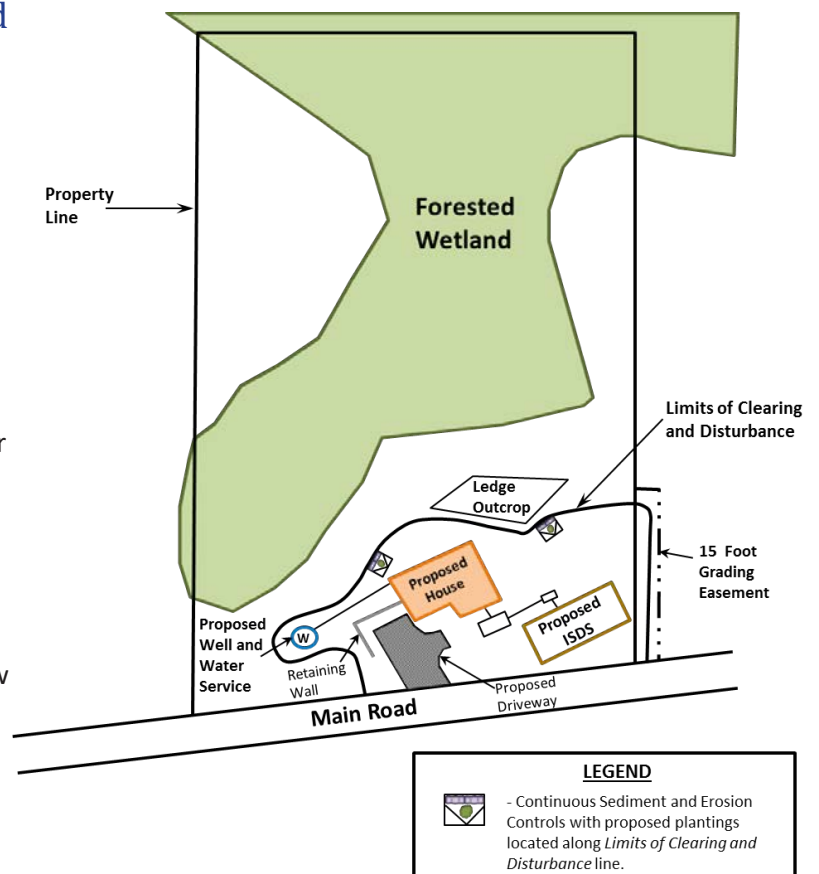 d
Property
Line
Forested
Wetland
r
Limits of Clearing
and Disturbance
Ledge
Outcrop
15 Foot
Grading
Easement
Proposed
House
Proposed
ISDS
Proposed
Well and
Water
Service
W
Retaining
Wall
w
Proposed
Driveway
Main Road
LEGEND
- Continuous Sediment and Erosion
Controls with proposed plantings
located along Limits of Clearing and
Disturbance line.